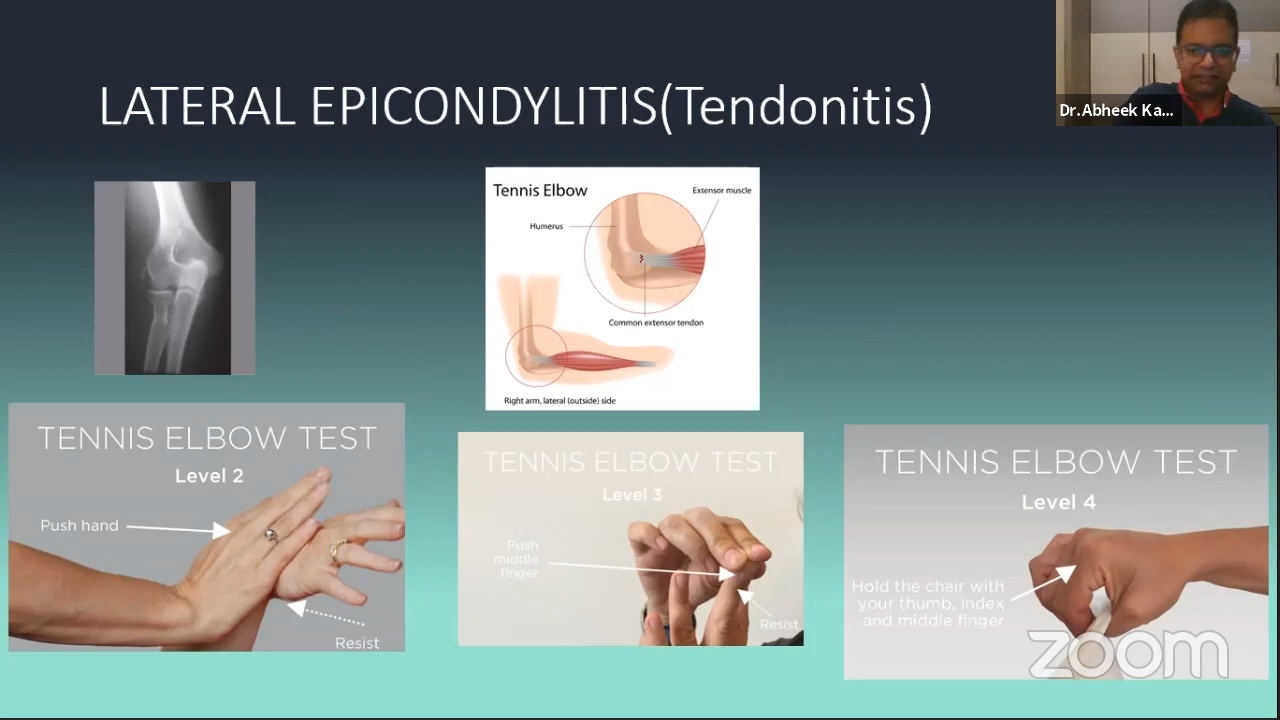 LATERAL EPICONDYLITIS(Tendonitis)
Dr.Abheek Ka...
Tennis Elbow
Extensor muscle
Humerus
Common extensor tendon
Right arm, lateral (outside) side
TENNIS ELBOW TEST
Level 2
Push hand
Resist
TENNIS ELBOW TEST
Level 3
Push
middle
finger
Resist
TENNIS ELBOW TEST
Level 4
Hold the chair with
your thumb, index
and middle finger
zoom